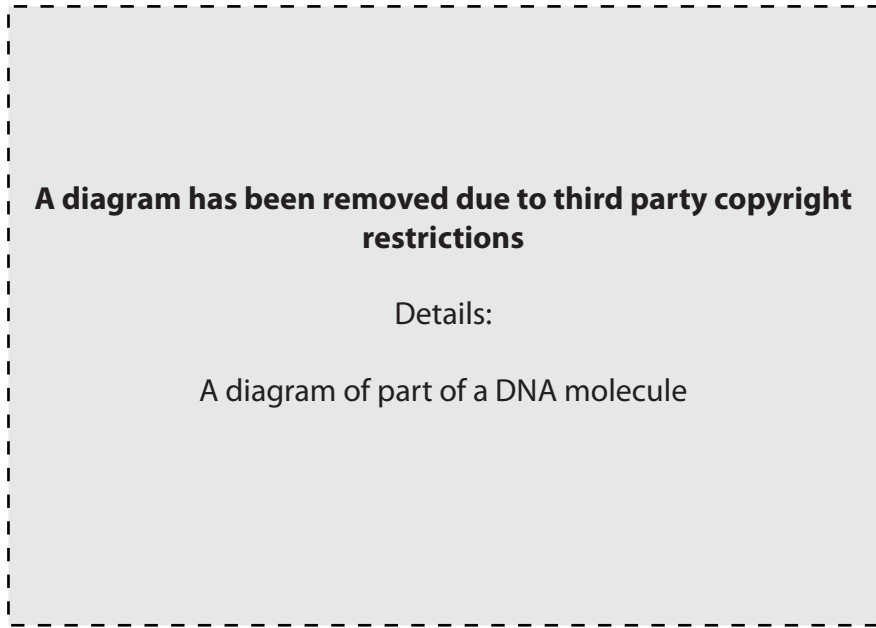 A diagram has been removed due to third party copyright
restrictions
Details:
A diagram of part of a DNA molecule